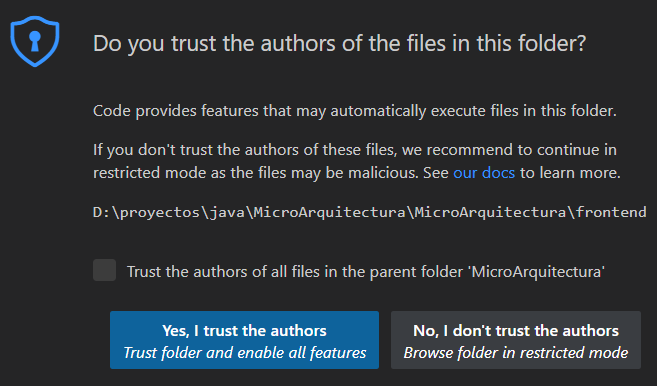 Do you trust the authors of the files in this folder?
Code provides features that may automatically execute files in this folder.
If you don't trust the authors of these files, we recommend to continue in
restricted mode as the files may be malicious. See our docs to learn more.
D:\proyectos\java\MicroArquitectura\MicroArquitectura\frontend
Trust the authors of all files in the parent folder 'MicroArquitectura'
Yes, I trust the authors
Trust folder and enable all features
No, I don't trust the authors
Browse folder in restricted mode